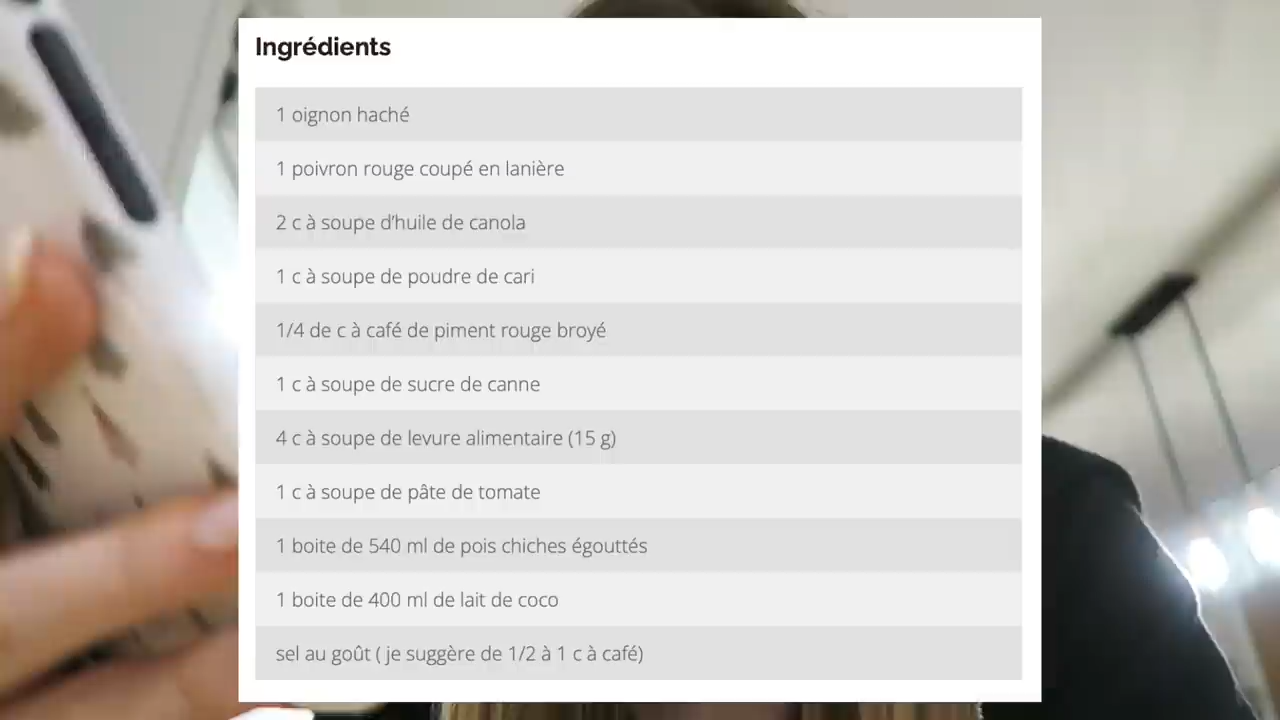 Ingrédients
1 oignon haché
1 poivron rouge coupé en lanière
2 c à soupe d'huile de canola
1 c à soupe de poudre de cari
1/4 de c à café de piment rouge broyé
1 c à soupe de sucre de canne
4 c à soupe de levure alimentaire (15 g)
1 c à soupe de pâte de tomate
1 boite de 540 ml de pois chiches égouttés
1 boite de 400 ml de lait de coco
sel au goût ( je suggère de 1/2 à 1 c à café)